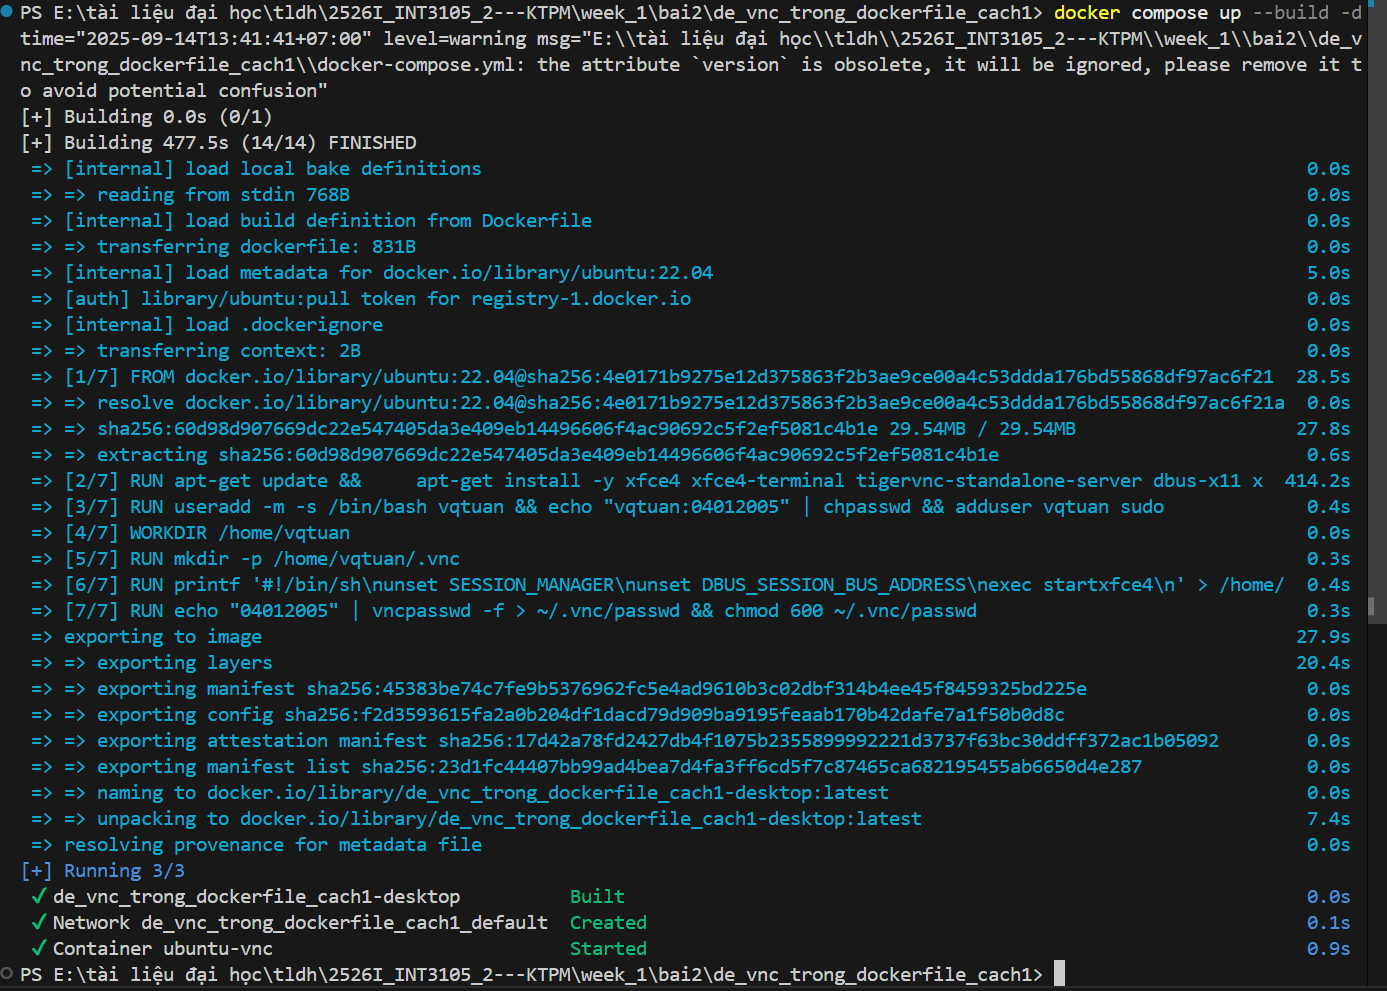 PS E:\tài liệu đại học\tldh\2526I_INT3105_2---KTPM\week_1\bai2\de_vnc_trong_dockerfile_cach1> docker compose up --build -d
time="2025-09-14T13:41:41+07:00" level=warning msg="E:\\tài liệu đại học\\tldh\\2526I_INT3105_2---KTPM\\week_1\\bai2\\de_v
nc_trong_dockerfile_cach1\\docker-compose.yml: the attribute `version` is obsolete, it will be ignored, please remove it t
o avoid potential confusion"
[+] Building 0.0s (0/1)
[+] Building 477.5s (14/14) FINISHED
=> [internal] load local bake definitions 0.0s
=> => reading from stdin 768B 0.0s
=> [internal] load build definition from Dockerfile 0.0s
=> => transferring dockerfile: 831B 0.0s
=> [internal] load metadata for docker.io/library/ubuntu:22.04 5.0s
=> [auth] library/ubuntu:pull token for registry-1.docker.io 0.0s
=> [internal] load .dockerignore 0.0s
=> => transferring context: 2B 0.0s
=> [1/7] FROM docker.io/library/ubuntu:22.04@sha256:4e0171b9275e12d375863f2b3ae9ce00a4c53ddda176bd55868df97ac6f21 28.5s
=> => resolve docker.io/library/ubuntu:22.04@sha256:4e0171b9275e12d375863f2b3ae9ce00a4c53ddda176bd55868df97ac6f21a 0.0s
=> => sha256:60d98d907669dc22e547405da3e409eb14496606f4ac90692c5f2ef5081c4b1e 29.54MB / 29.54MB 27.8s
=> => extracting sha256:60d98d907669dc22e547405da3e409eb14496606f4ac90692c5f2ef5081c4b1e 0.6s
=> [2/7] RUN apt-get update &&     apt-get install -y xfce4 xfce4-terminal tigervnc-standalone-server dbus-x11 x 414.2s
=> [3/7] RUN useradd -m -s /bin/bash vqtuan && echo "vqtuan:04012005" | chpasswd && adduser vqtuan sudo 0.4s
=> [4/7] WORKDIR /home/vqtuan 0.0s
=> [5/7] RUN mkdir -p /home/vqtuan/.vnc 0.3s
=> [6/7] RUN printf '#!/bin/sh\nunset SESSION_MANAGER\nunset DBUS_SESSION_BUS_ADDRESS\nexec startxfce4\n' > /home/ 0.4s
=> [7/7] RUN echo "04012005" | vncpasswd -f > ~/.vnc/passwd && chmod 600 ~/.vnc/passwd 0.3s
=> exporting to image 27.9s
=> => exporting layers 20.4s
=> => exporting manifest sha256:45383be74c7fe9b5376962fc5e4ad9610b3c02dbf314b4ee45f8459325bd225e 0.0s
=> => exporting config sha256:f2d3593615fa2a0b204df1dacd79d909ba9195feaab170b42dafe7a1f50b0d8c 0.0s
=> => exporting attestation manifest sha256:17d42a78fd2427db4f1075b2355899992221d3737f63bc30ddff372ac1b05092 0.0s
=> => exporting manifest list sha256:23d1fc44407bb99ad4bea7d4fa3ff6cd5f7c87465ca682195455ab6650d4e287 0.0s
=> => naming to docker.io/library/de_vnc_trong_dockerfile_cach1-desktop:latest 0.0s
=> => unpacking to docker.io/library/de_vnc_trong_dockerfile_cach1-desktop:latest 7.4s
=> resolving provenance for metadata file 0.0s
[+] Running 3/3
✓ de_vnc_trong_dockerfile_cach1-desktop Built 0.0s
✓ Network de_vnc_trong_dockerfile_cach1_default Created 0.1s
✓ Container ubuntu-vnc Started 0.9s
PS E:\tài liệu đại học\tldh\2526I_INT3105_2---KTPM\week_1\bai2\de_vnc_trong_dockerfile_cach1>